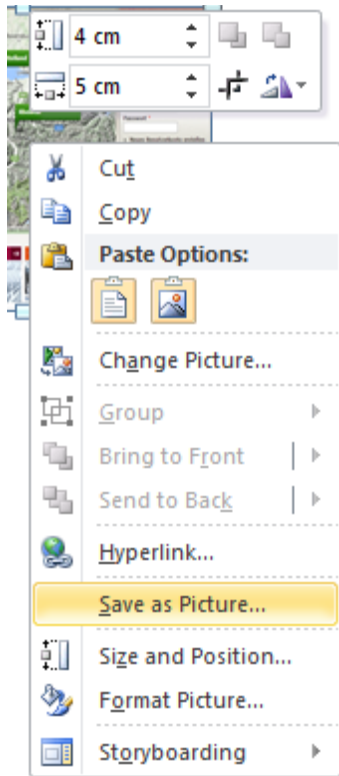 4 cm
5 cm
Cut
Copy
Paste Options:
Change Picture...
Group
Bring to Front
Send to Back
Hyperlink...
Save as Picture...
Size and Position...
Format Picture...
Storyboarding